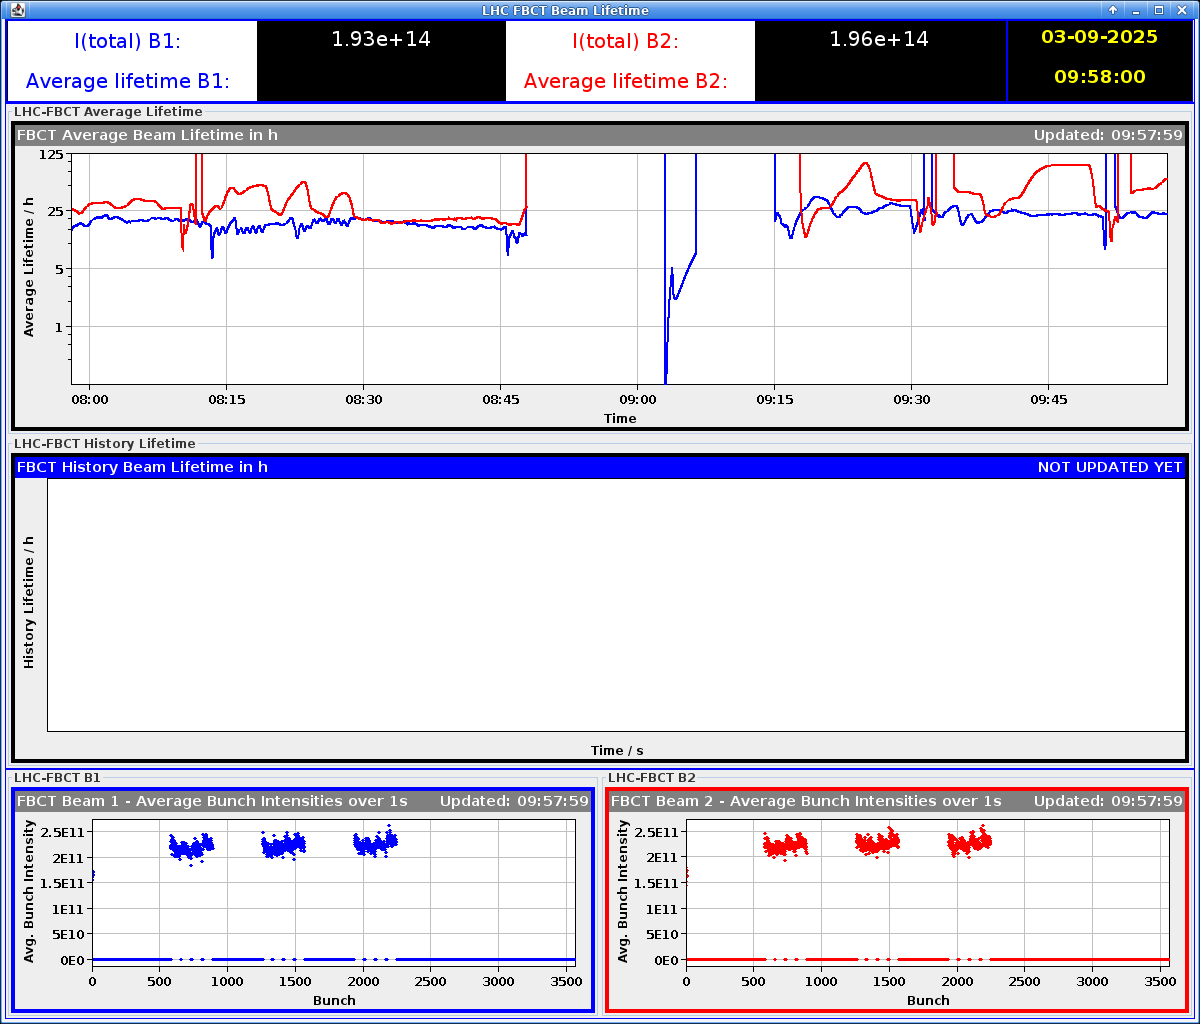 LHC FBCT Beam Lifetime
I(total) B1: 1.93e+14 I(total) B2: 1.96e+14 03-09-2025
Average lifetime B1: Average lifetime B2: 09:58:00
LHC-FBCT Average Lifetime
FBCT Average Beam Lifetime in h Updated: 09:57:59
125
25
5
1
Average Lifetime / h
08:00 08:15 08:30 08:45 09:00 09:15 09:30 09:45
Time
LHC-FBCT History Lifetime
FBCT History Beam Lifetime in h NOT UPDATED YET
History Lifetime / h
Time / s
LHC-FBCT B1
FBCT Beam 1 - Average Bunch Intensities over 1s Updated: 09:57:59
Avg. Bunch Intensity
2.5E11
2E11
1.5E11
1E11
5E10
0E0
0 500 1000 1500 2000 2500 3000 3500
Bunch
LHC-FBCT B2
FBCT Beam 2 - Average Bunch Intensities over 1s Updated: 09:57:59
Avg. Bunch Intensity
2.5E11
2E11
1.5E11
1E11
5E10
0E0
0 500 1000 1500 2000 2500 3000 3500
Bunch